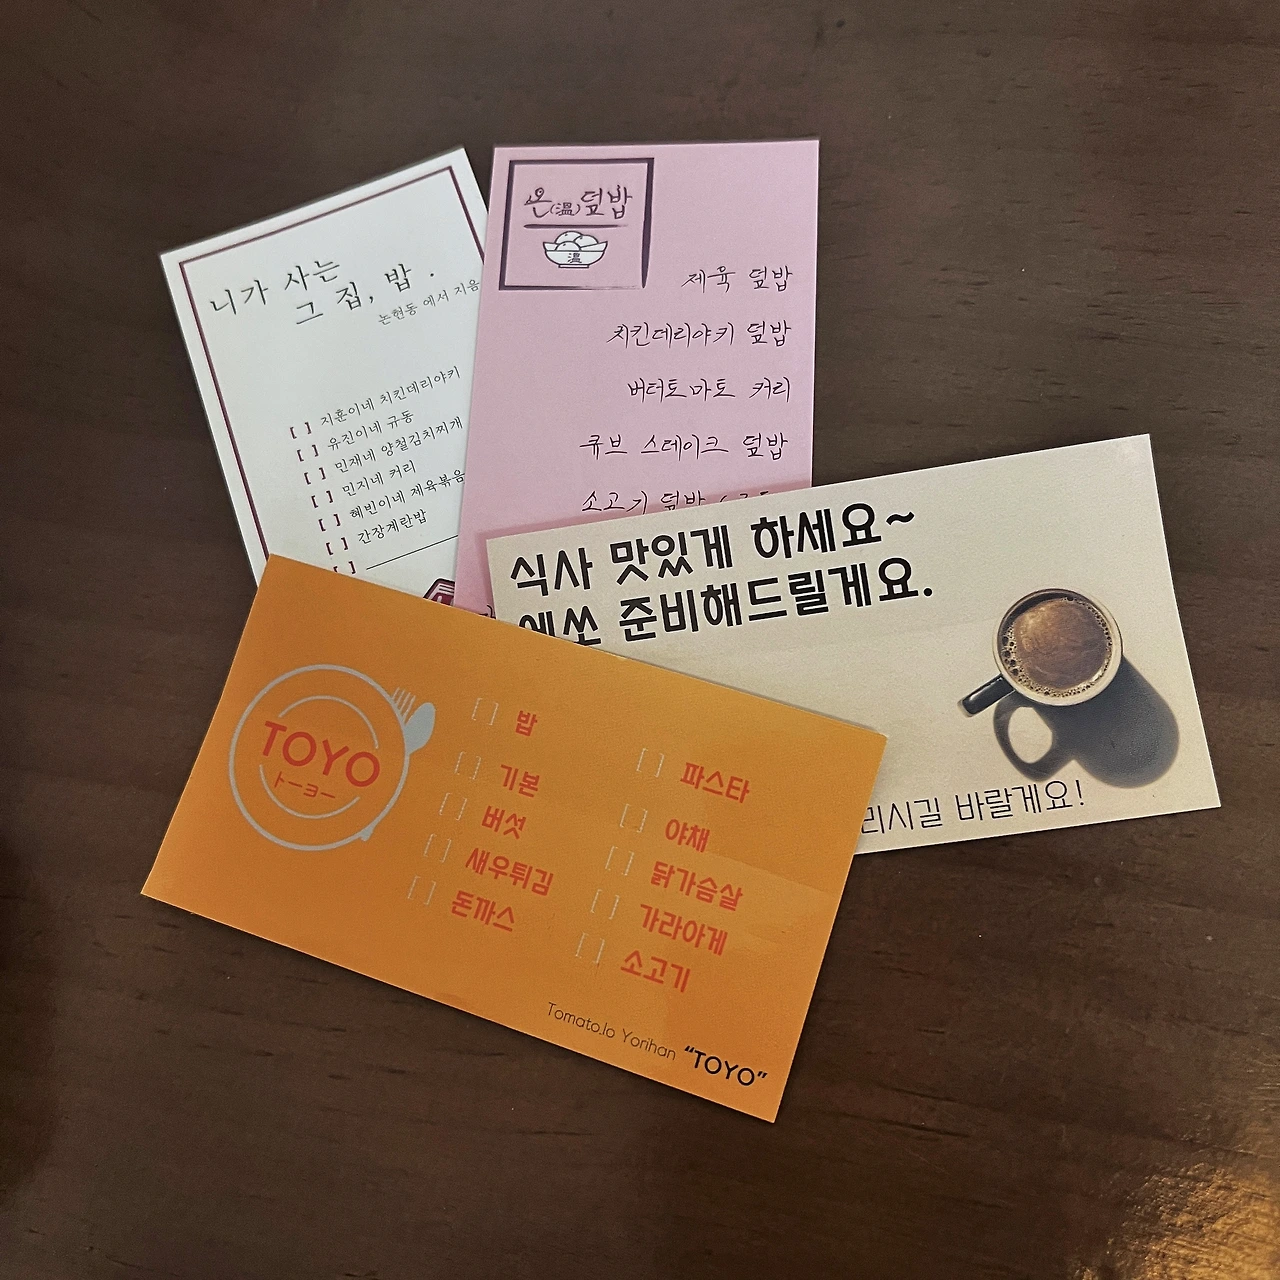 니가 사는
그 집, 밥 .
논현동 에서 지음
[ ] 지훈이네 치킨데리야키
[ ] 유진이네 규동
[ ] 민재네 양철김치찌개
[ ] 민지네 커리
[ ] 혜빈이네 제육볶음
[ ] 간장계란밥
[ ]
온(温)덮밥
温
제육 덮밥
치킨데리야키 덮밥
버터토마토 커리
큐브 스테이크 덮밥
소고기 덮밥
식사 맛있게 하세요~
에쏘 준비해드릴게요.
리시길 바랄게요!
TOYO
トーヨー
[ ] 밥
[ ] 기본
[ ] 버섯
[ ] 새우튀김
[ ] 돈까스
[ ] 파스타
[ ] 야채
[ ] 닭가슴살
[ ] 가라아게
[ ] 소고기
Tomato.lo Yorihan “TOYO”